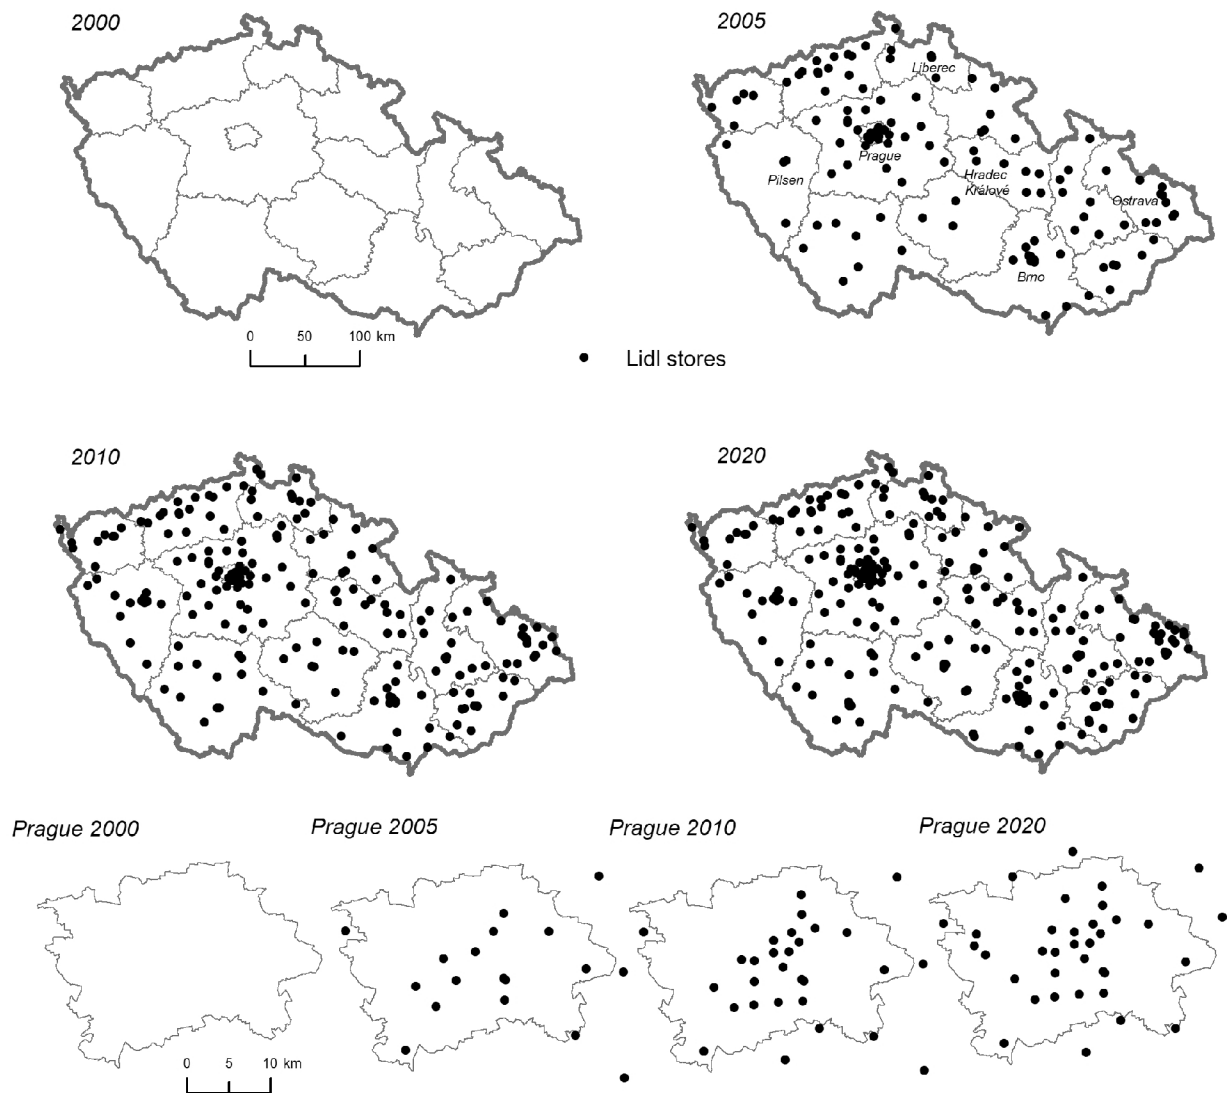 2000
2005
Liberec
Prague
Pilsen
Hradec
Králové
Ostrava
Brno
0 50 100 km
Lidl stores
2010
2020
Prague 2000
Prague 2005
Prague 2010
Prague 2020
0 5 10 km